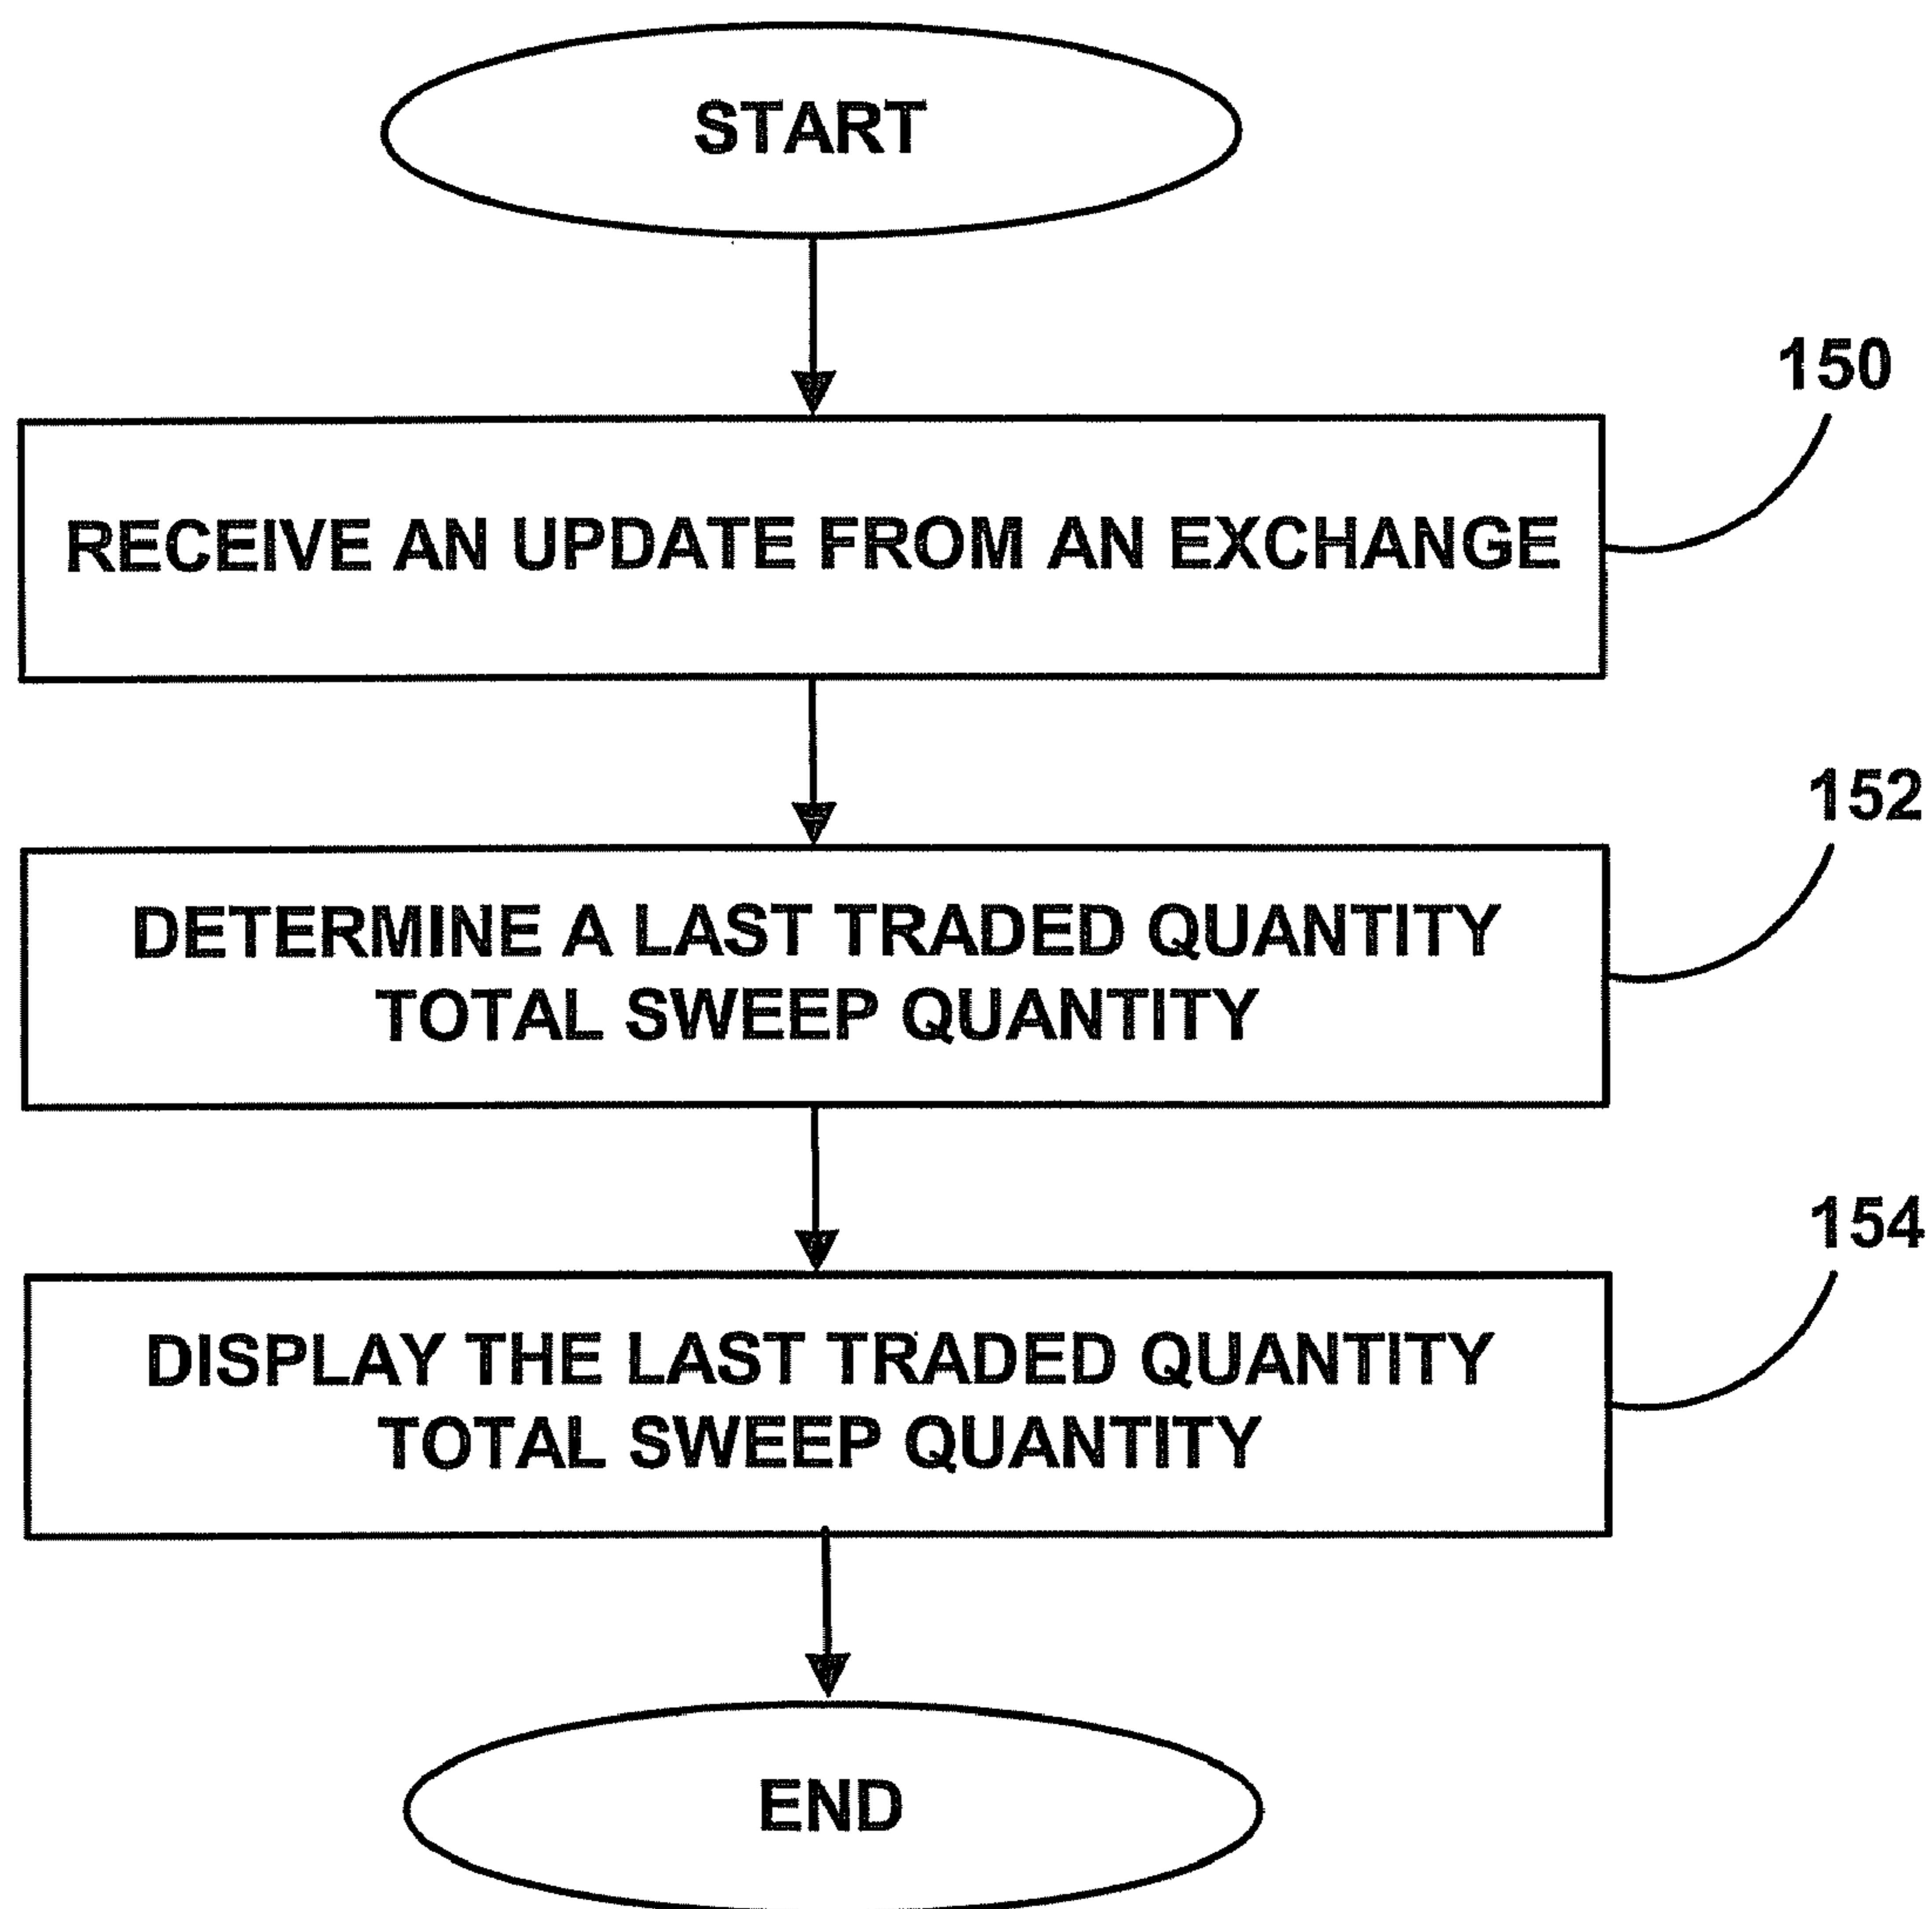 START
150
RECEIVE AN UPDATE FROM AN EXCHANGE
152
DETERMINE A LAST TRADED QUANTITY
TOTAL SWEEP QUANTITY
154
DISPLAY THE LAST TRADED QUANTITY
TOTAL SWEEP QUANTITY
END